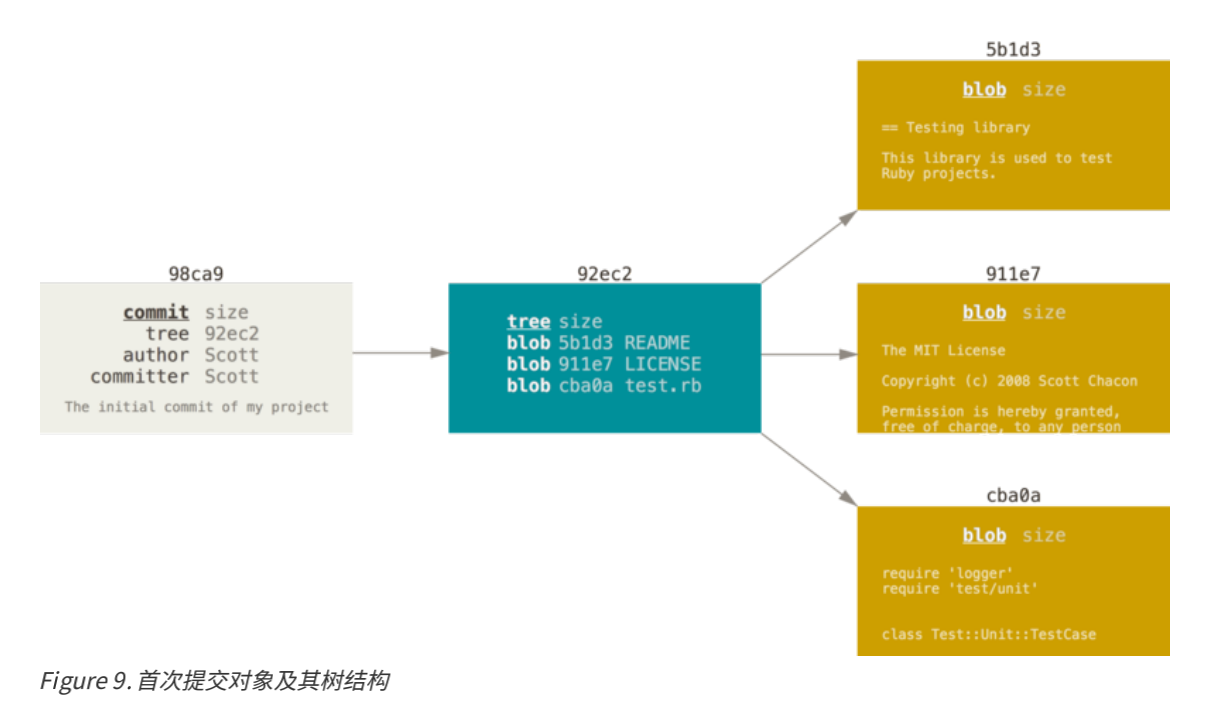 98ca9
commit size
tree 92ec2
author Scott
committer Scott
The initial commit of my project
92ec2
tree size
blob 5b1d3 README
blob 911e7 LICENSE
blob cba0a test.rb
5b1d3
blob size
== Testing library
This library is used to test
Ruby projects.
911e7
blob size
The MIT License
Copyright (c) 2008 Scott Chacon
Permission is hereby granted,
free of charge, to any person
cba0a
blob size
require 'logger'
require 'test/unit'
class Test::Unit::TestCase
Figure 9. 首次提交对象及其树结构